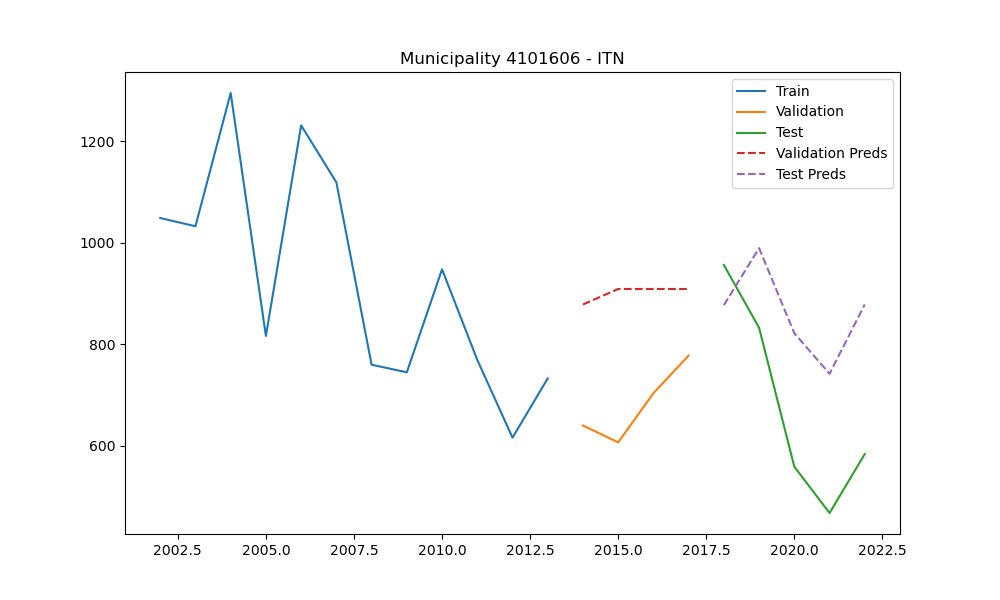 Municipality 4101606 - ITN
Train
Validation
Test
Validation Preds
Test Preds
1200
1000
800
600
2002.5 2005.0 2007.5 2010.0 2012.5 2015.0 2017.5 2020.0 2022.5